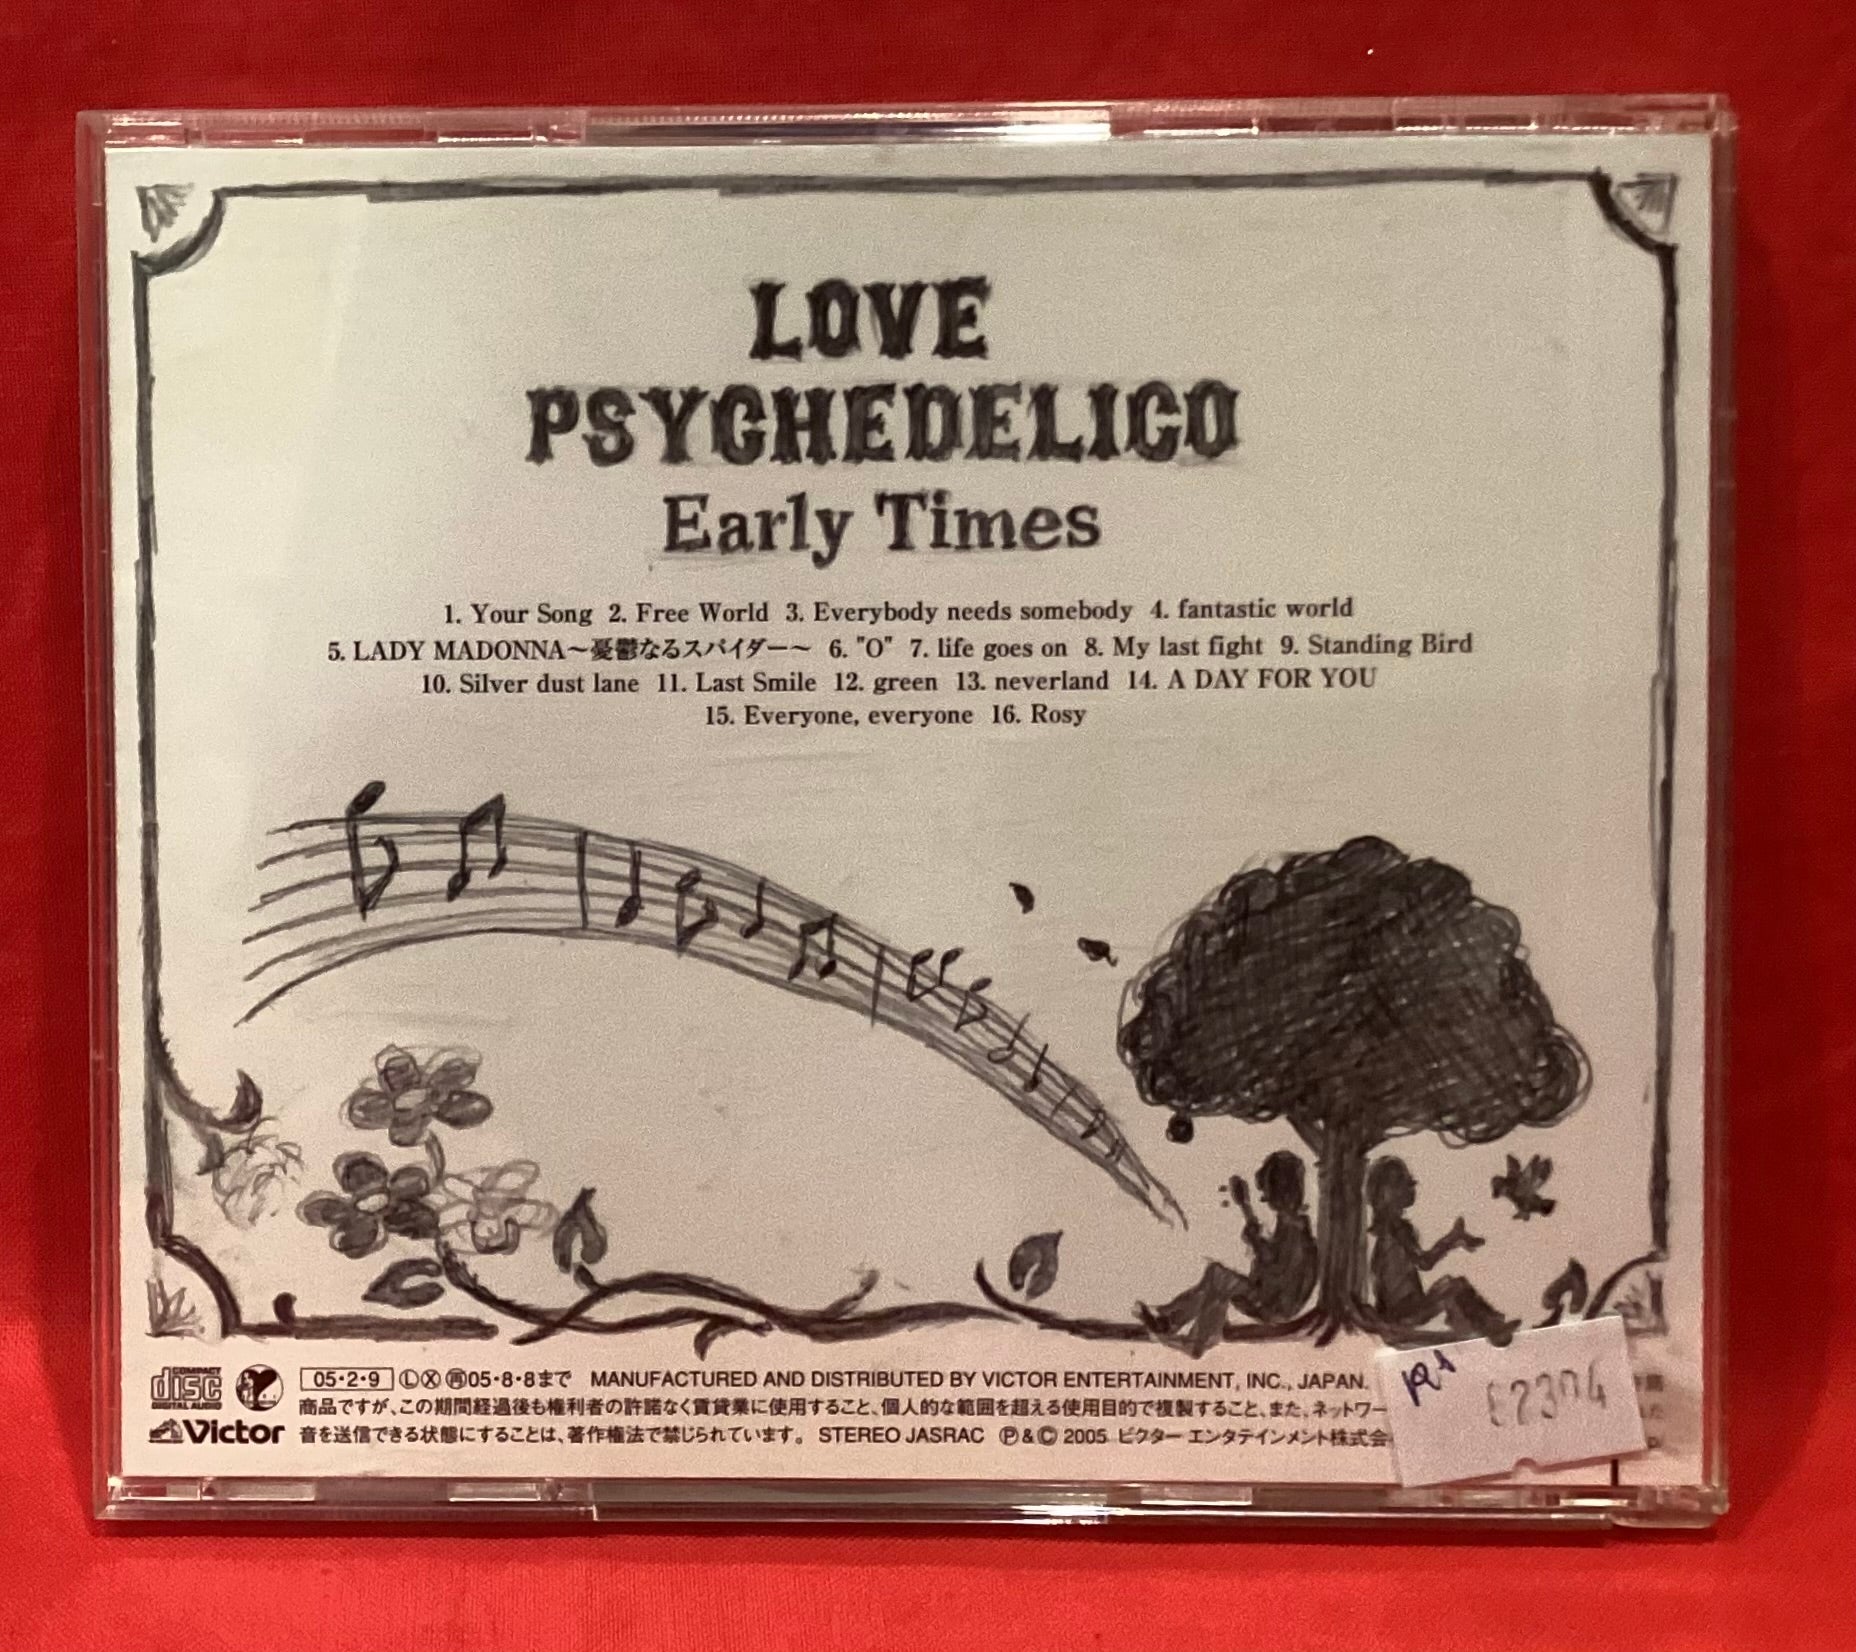 LOVE
PSYCHEDELICO
Early Times
1. Your Song 2. Free World 3. Everybody needs somebody 4. fantastic world
5. LADY MADONNA～憂鬱なるスパイダー～ 6. "O" 7. life goes on 8. My last fight 9. Standing Bird
10. Silver dust lane 11. Last Smile 12. green 13. neverland 14. A DAY FOR YOU
15. Everyone, everyone 16. Rosy
COMPACT
disc
DIGITAL AUDIO
05・2・9 Ⓛ Ⓧ ㊐05・8・8まで MANUFACTURED AND DISTRIBUTED BY VICTOR ENTERTAINMENT, INC., JAPAN.
商品ですが、この期間経過後も権利者の許諾なく賃貸業に使用すること、個人的な範囲を超える使用目的で複製すること、また、ネットワー
Victor 音を送信できる状態にすることは、著作権法で禁じられています。 STEREO JASRAC Ⓟ&Ⓒ 2005 ビクター エンタテインメント株式会